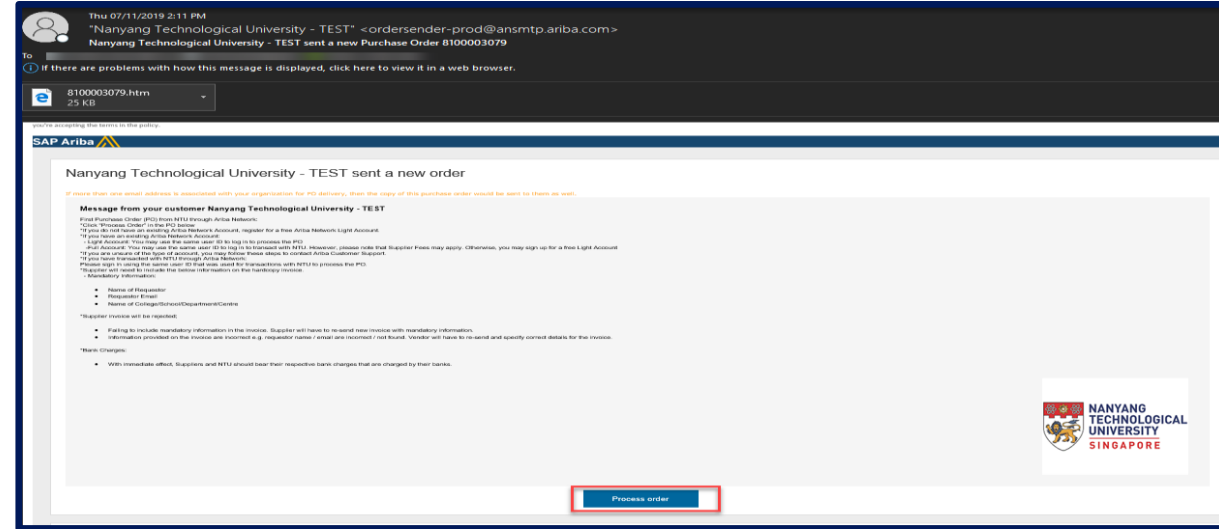 Thu 07/11/2019 2:11 PM
"Nanyang Technological University - TEST" <ordersender-prod@ansmtp.ariba.com>
Nanyang Technological University - TEST sent a new Purchase Order 8100003079
To
If there are problems with how this message is displayed, click here to view it in a web browser.
8100003079.htm
25 KB
you're accepting the terms in the policy.
SAP Ariba
Nanyang Technological University - TEST sent a new order
If more than one email address is associated with your organization for PO delivery, then the copy of this purchase order would be sent to them as well.
Message from your customer Nanyang Technological University - TEST
Find Purchase Order (PO) from NTU through Ariba Network:
*Click "Process Order" in the PO below
*If you do not have an existing Ariba Network Account, register for a free Ariba Network Light Account.
*If you have an existing Ariba Network Account:
- Light Account: You may use the same user ID to log in to process the PO
-Full Account: You may use the same user ID to log in to transact with NTU. However, please note that Supplier Fees may apply. Otherwise, you may sign up for a free Light Account
*If you are unsure of the type of account, you may follow these steps to contact Ariba Customer Support.
*If you have transacted with NTU through Ariba Network:
Please sign in using the same user ID that was used for transactions with NTU to process the PO.
*Supplier will need to include the below information on the hardcopy invoice.
- Mandatory Information:
• Name of Requestor
• Requestor Email
• Name of College/School/Department/Centre
*Supplier invoice will be rejected:
• Failing to include mandatory information in the invoice. Supplier will have to re-send new invoice with mandatory information.
• Information provided on the invoice are incorrect e.g. requestor name / email are incorrect / not found. Vendor will have to re-send and specify correct details for the invoice.
*Bank Charges:
• With immediate effect, Suppliers and NTU should bear their respective bank charges that are charged by their banks.
NANYANG
TECHNOLOGICAL
UNIVERSITY
SINGAPORE
Process order